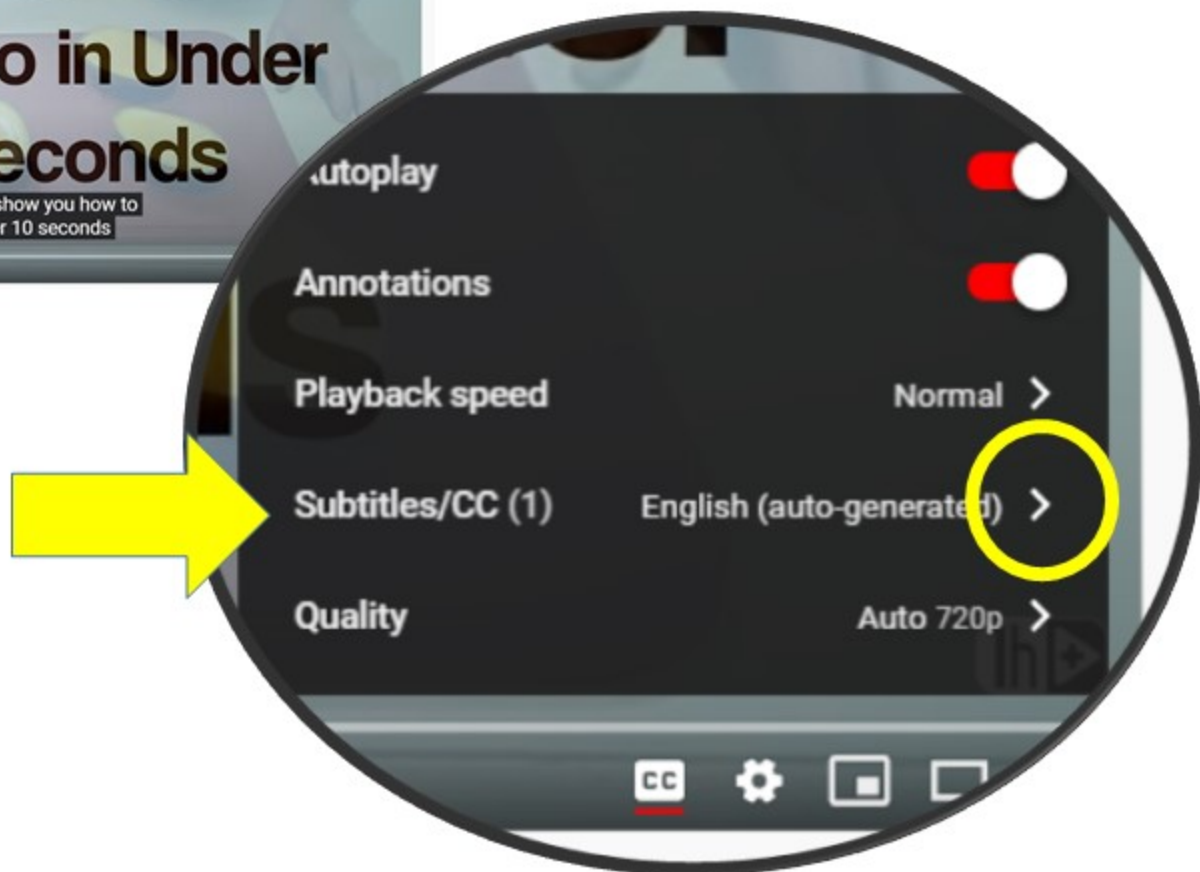 o in Under
econds
show you how to
r 10 seconds
utoplay
Annotations
Playback speed Normal
Subtitles/CC (1) English (auto-generated)
Quality Auto 720p
CC